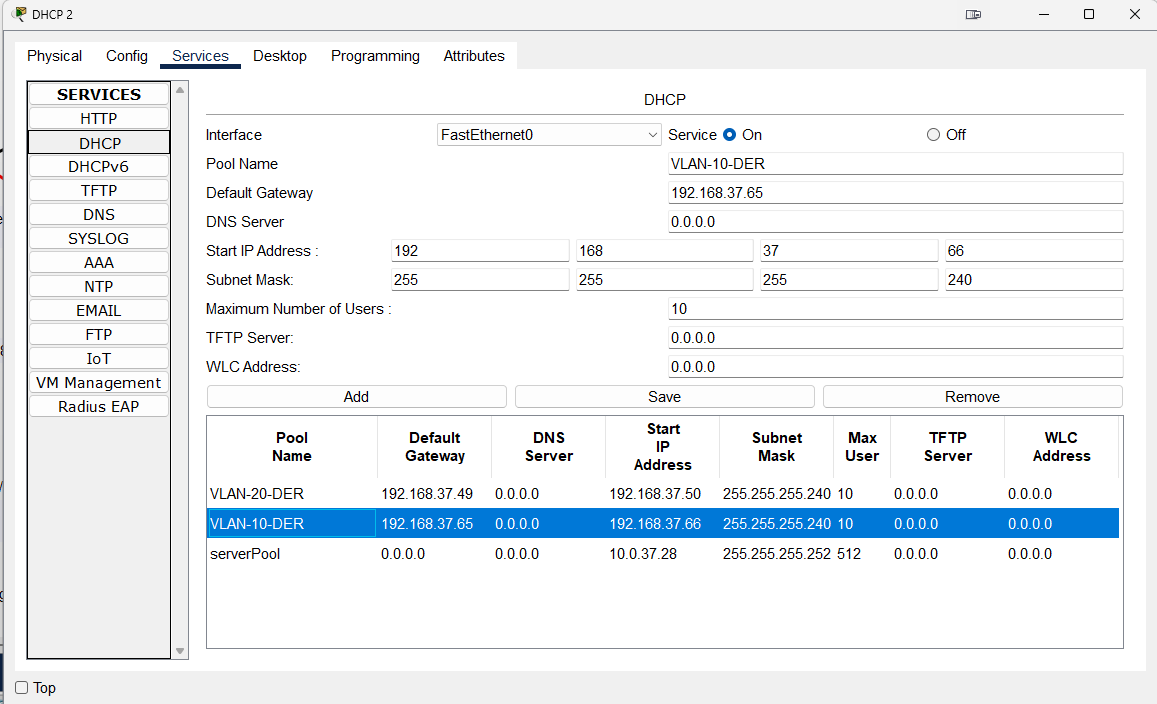 DHCP 2
Physical Config Services Desktop Programming Attributes
SERVICES
HTTP
DHCP
DHCPv6
TFTP
DNS
SYSLOG
AAA
NTP
EMAIL
FTP
IoT
VM Management
Radius EAP
DHCP
Interface FastEthernet0 Service On Off
Pool Name VLAN-10-DER
Default Gateway 192.168.37.65
DNS Server 0.0.0.0
Start IP Address : 192 168 37 66
Subnet Mask: 255 255 255 240
Maximum Number of Users : 10
TFTP Server: 0.0.0.0
WLC Address: 0.0.0.0
Add Save Remove
Pool Name Default Gateway DNS Server Start IP Address Subnet Mask Max User TFTP Server WLC Address
VLAN-20-DER 192.168.37.49 0.0.0.0 192.168.37.50 255.255.255.240 10 0.0.0.0 0.0.0.0
VLAN-10-DER 192.168.37.65 0.0.0.0 192.168.37.66 255.255.255.240 10 0.0.0.0 0.0.0.0
serverPool 0.0.0.0 0.0.0.0 10.0.37.28 255.255.255.252 512 0.0.0.0 0.0.0.0
Top